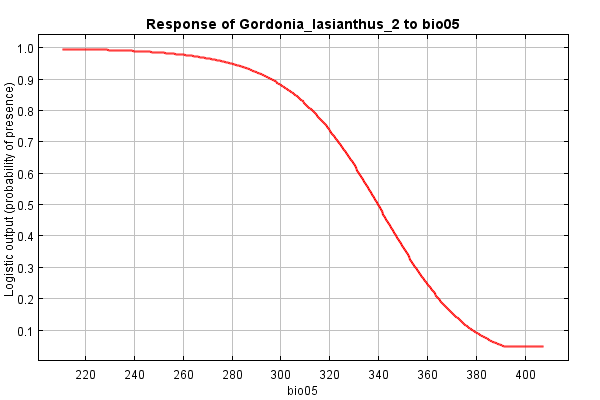 Response of Gordonia_lasianthus_2 to bio05
Logistic output (probability of presence)
1.0
0.9
0.8
0.7
0.6
0.5
0.4
0.3
0.2
0.1
220 240 260 280 300 320 340 360 380 400
bio05